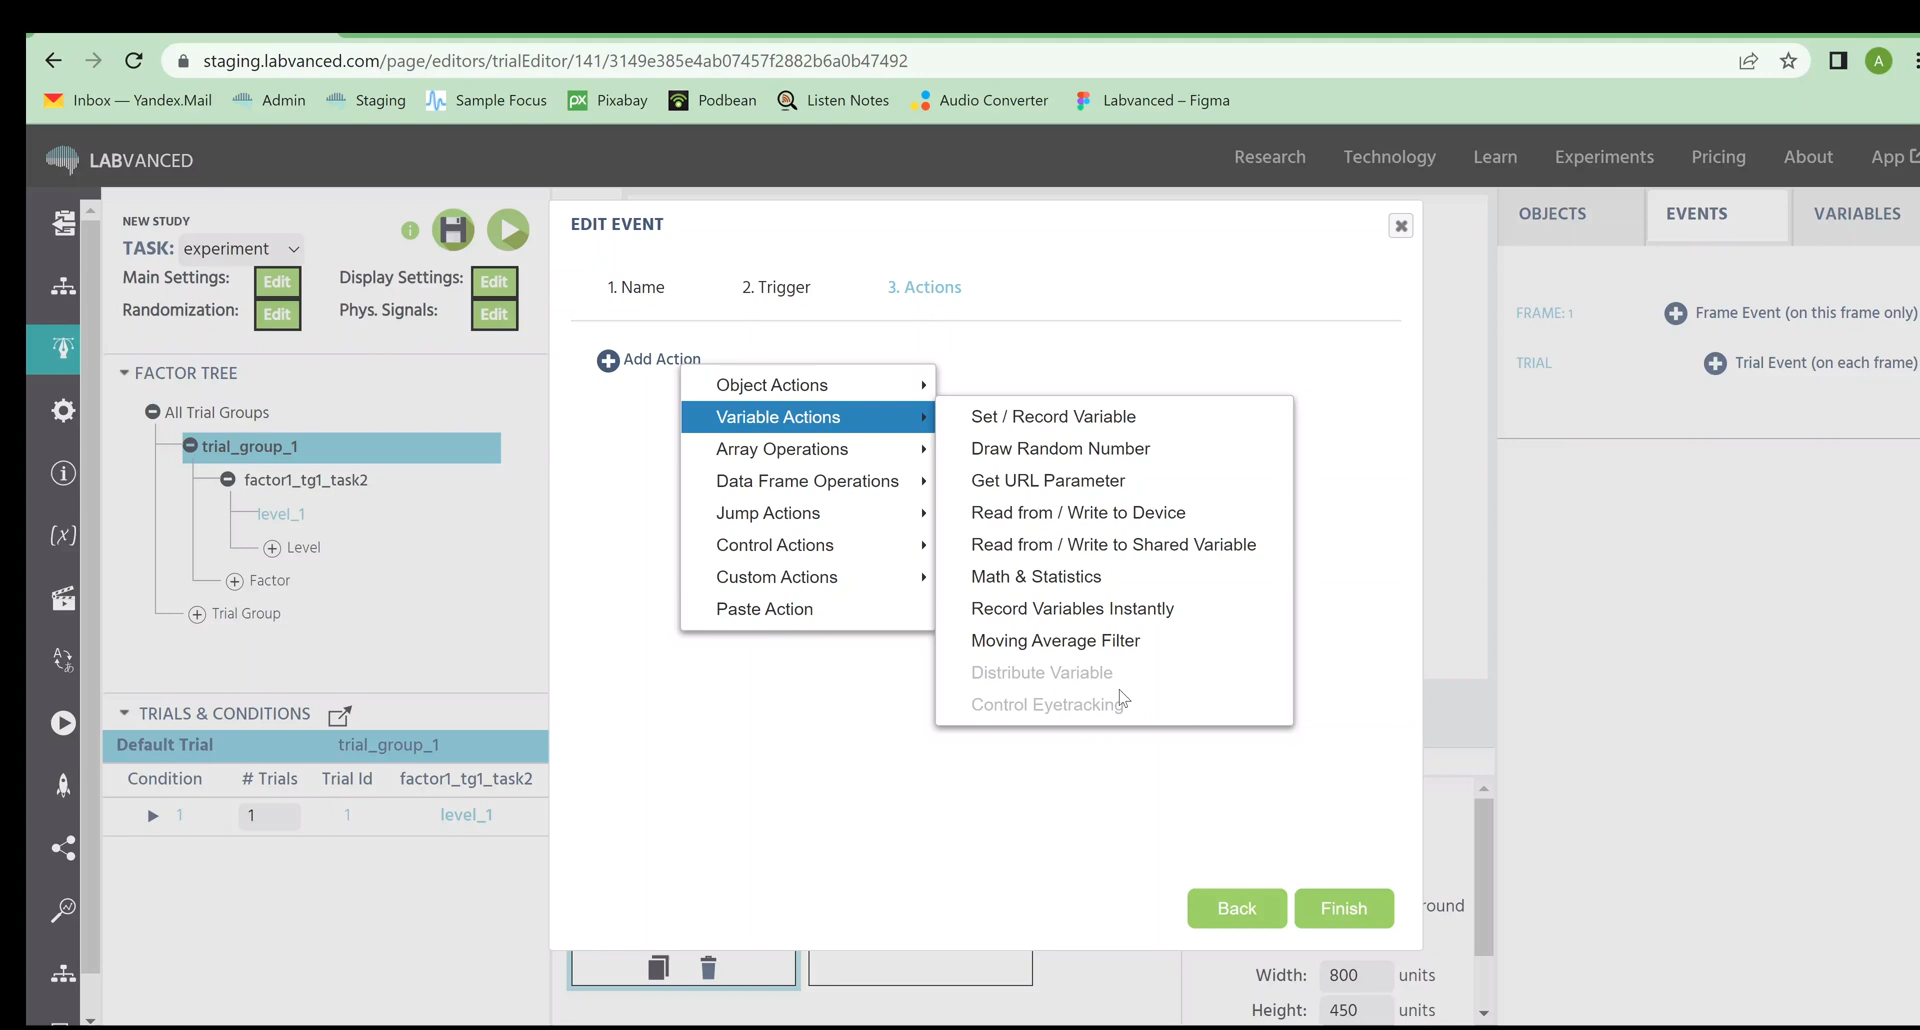 staging.labvanced.com/page/editors/trialEditor/141/3149e385e4ab07457f2882b6a0b47492
A
Inbox — Yandex.Mail Admin Staging Sample Focus Pixabay Podbean Listen Notes Audio Converter Labvanced – Figma
LABVANCED
Research Technology Learn Experiments Pricing About App
NEW STUDY
TASK: experiment
Main Settings: Edit Display Settings: Edit
Randomization: Edit Phys. Signals: Edit
FACTOR TREE
All Trial Groups
trial_group_1
factor1_tg1_task2
level_1
Level
Factor
Trial Group
TRIALS & CONDITIONS
Default Trial trial_group_1
Condition # Trials Trial Id factor1_tg1_task2
1 1 1 level_1
EDIT EVENT
1. Name 2. Trigger 3. Actions
Add Action
Object Actions
Variable Actions
Array Operations
Data Frame Operations
Jump Actions
Control Actions
Custom Actions
Paste Action
Set / Record Variable
Draw Random Number
Get URL Parameter
Read from / Write to Device
Read from / Write to Shared Variable
Math & Statistics
Record Variables Instantly
Moving Average Filter
Distribute Variable
Control Eyetracking
Back Finish
OBJECTS EVENTS VARIABLES
FRAME: 1 Frame Event (on this frame only)
TRIAL Trial Event (on each frame)
round
Width: 800 units
Height: 450 units